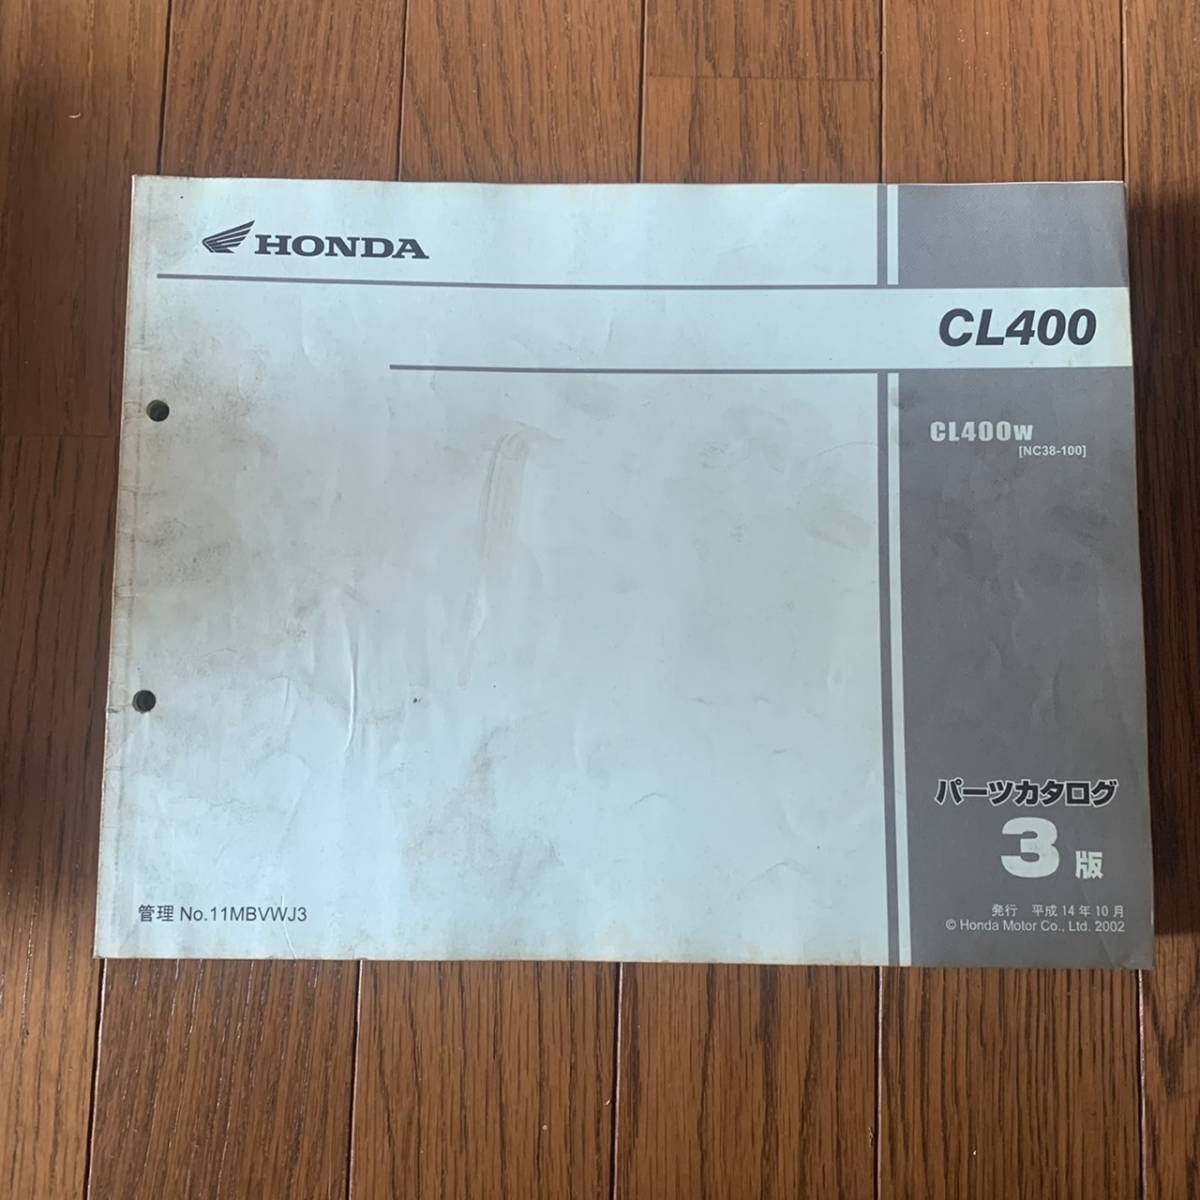 HONDA
CL400
CL400W
[NC38-100]
パーツカタログ
3版
管理 No.11MBVWJ3
発行 平成14年10月
© Honda Motor Co., Ltd. 2002